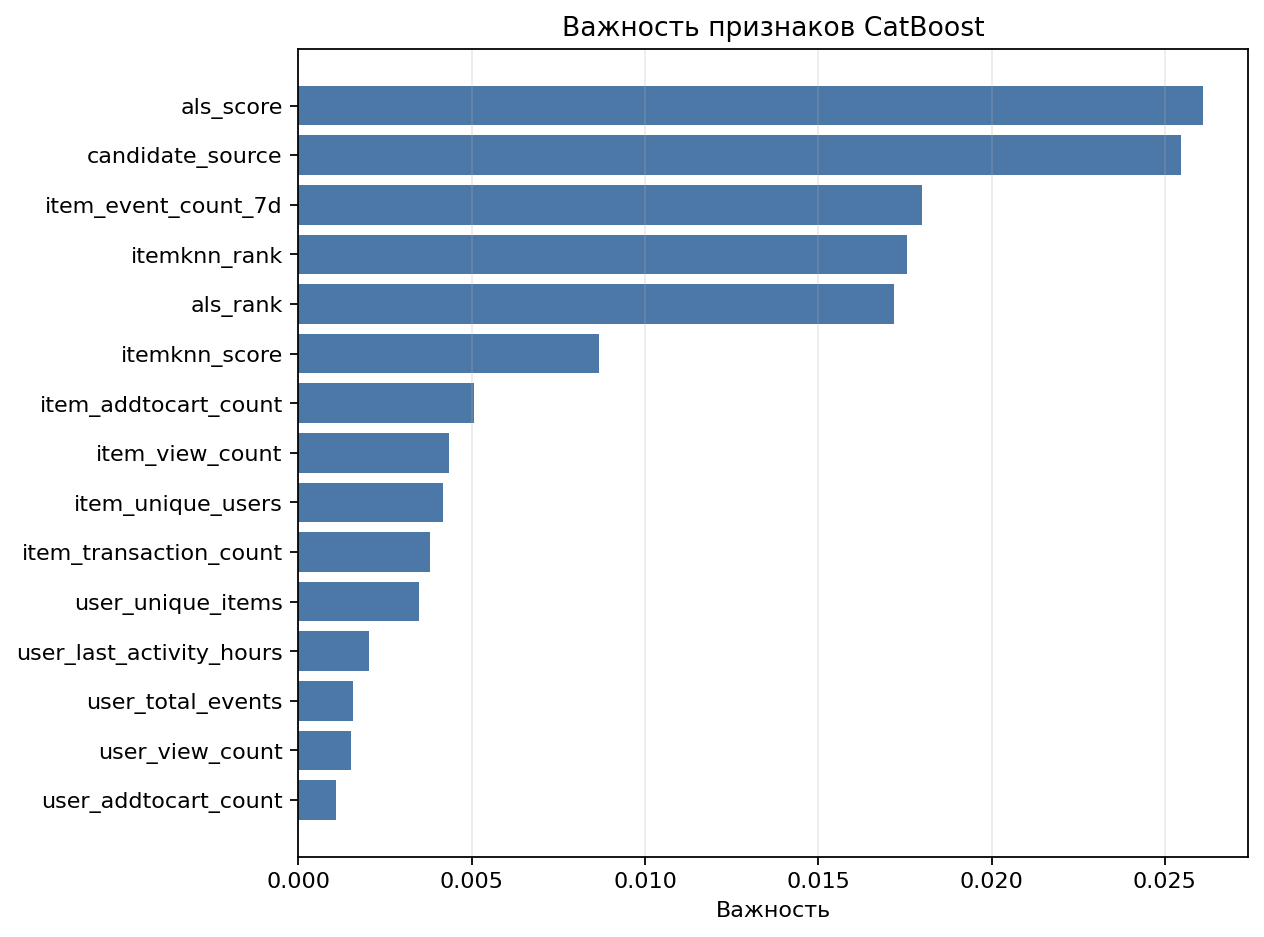 Важность признаков CatBoost
als_score
candidate_source
item_event_count_7d
itemknn_rank
als_rank
itemknn_score
item_addtocart_count
item_view_count
item_unique_users
item_transaction_count
user_unique_items
user_last_activity_hours
user_total_events
user_view_count
user_addtocart_count
0.000 0.005 0.010 0.015 0.020 0.025
Важность